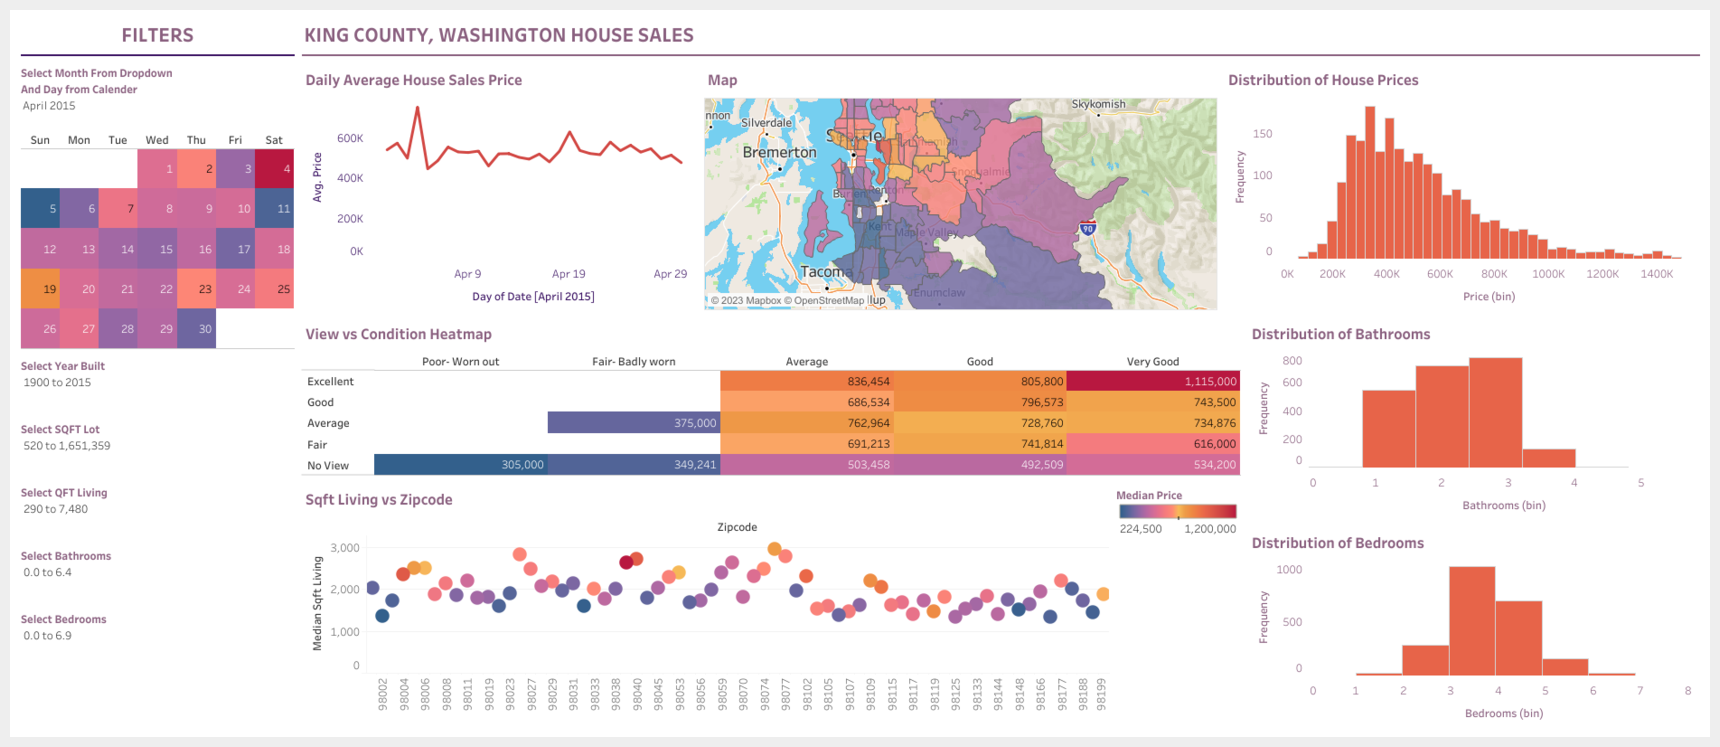 FILTERS
KING COUNTY, WASHINGTON HOUSE SALES
Select Month From Dropdown
And Day from Calender
April 2015
Sun Mon Tue Wed Thu Fri Sat
1 2 3 4
5 6 7 8 9 10 11
12 13 14 15 16 17 18
19 20 21 22 23 24 25
26 27 28 29 30
Select Year Built
1900 to 2015
Select SQFT Lot
520 to 1,651,359
Select QFT Living
290 to 7,480
Select Bathrooms
0.0 to 6.4
Select Bedrooms
0.0 to 6.9
Daily Average House Sales Price
Avg. Price
600K
400K
200K
0K
Apr 9 Apr 19 Apr 29
Day of Date [April 2015]
Map
Skykomish
nnon
Silverdale
Bremerton
Snoqualmie
Renton
Kent
Maple Valley
90
Tacoma
Enumclaw
© 2023 Mapbox © OpenStreetMap
lup
Distribution of House Prices
Frequency
150
100
50
0
0K 200K 400K 600K 800K 1000K 1200K 1400K
Price (bin)
View vs Condition Heatmap
Poor- Worn out Fair- Badly worn Average Good Very Good
Excellent 836,454 805,800 1,115,000
Good 686,534 796,573 743,500
Average 375,000 762,964 728,760 734,876
Fair 691,213 741,814 616,000
No View 305,000 349,241 503,458 492,509 534,200
Distribution of Bathrooms
Frequency
800
600
400
200
0
0 1 2 3 4 5
Bathrooms (bin)
Sqft Living vs Zipcode
Median Price
224,500 1,200,000
Zipcode
Median Sqft Living
3,000
2,000
1,000
0
98002 98004 98006 98008 98011 98019 98023 98027 98029 98031 98033 98038 98040 98045 98053 98056 98059 98070 98074 98077 98102 98105 98107 98109 98115 98117 98119 98125 98133 98144 98148 98166 98177 98188 98199
Distribution of Bedrooms
Frequency
1000
500
0
0 1 2 3 4 5 6 7 8
Bedrooms (bin)